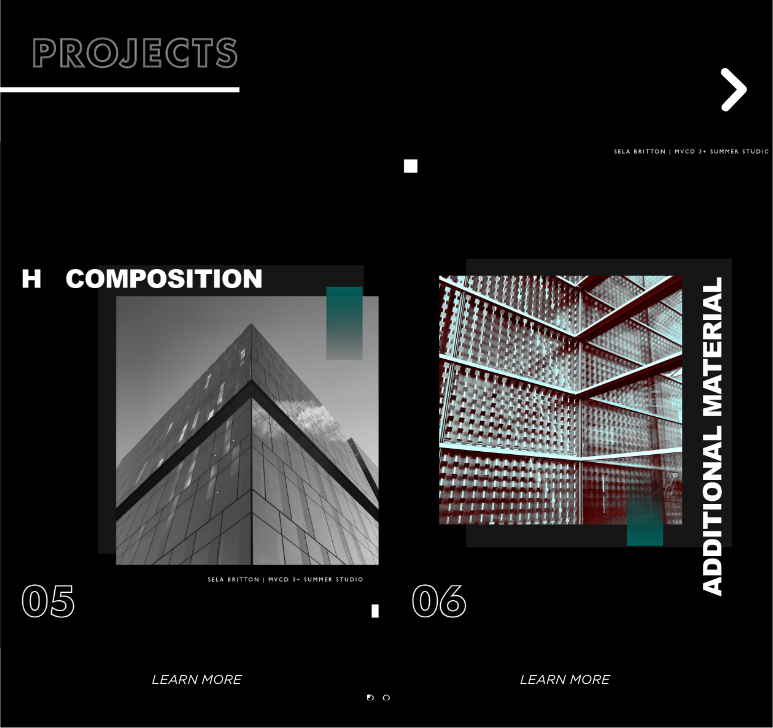 PROJECTS
SELA BRITTON | MVCD 3+ SUMMER STUDIO
H COMPOSITION
ADDITIONAL MATERIAL
SELA BRITTON | MVCD 3+ SUMMER STUDIO
05
06
LEARN MORE
LEARN MORE